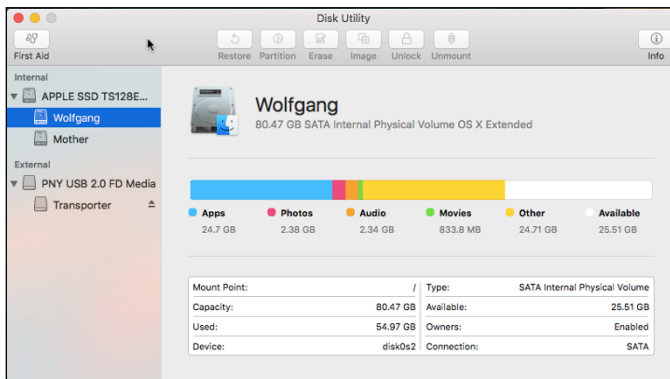 Disk Utility
First Aid
Restore Partition Erase Image Unlock Unmount
Info
Internal
APPLE SSD TS128E...
Wolfgang
Mother
External
PNY USB 2.0 FD Media
Transporter
Wolfgang
80.47 GB SATA Internal Physical Volume OS X Extended
Apps Photos Audio Movies Other Available
24.7 GB 2.38 GB 2.34 GB 833.8 MB 24.71 GB 25.51 GB
Mount Point: / Type: SATA Internal Physical Volume
Capacity: 80.47 GB Available: 25.51 GB
Used: 54.97 GB Owners: Enabled
Device: disk0s2 Connection: SATA